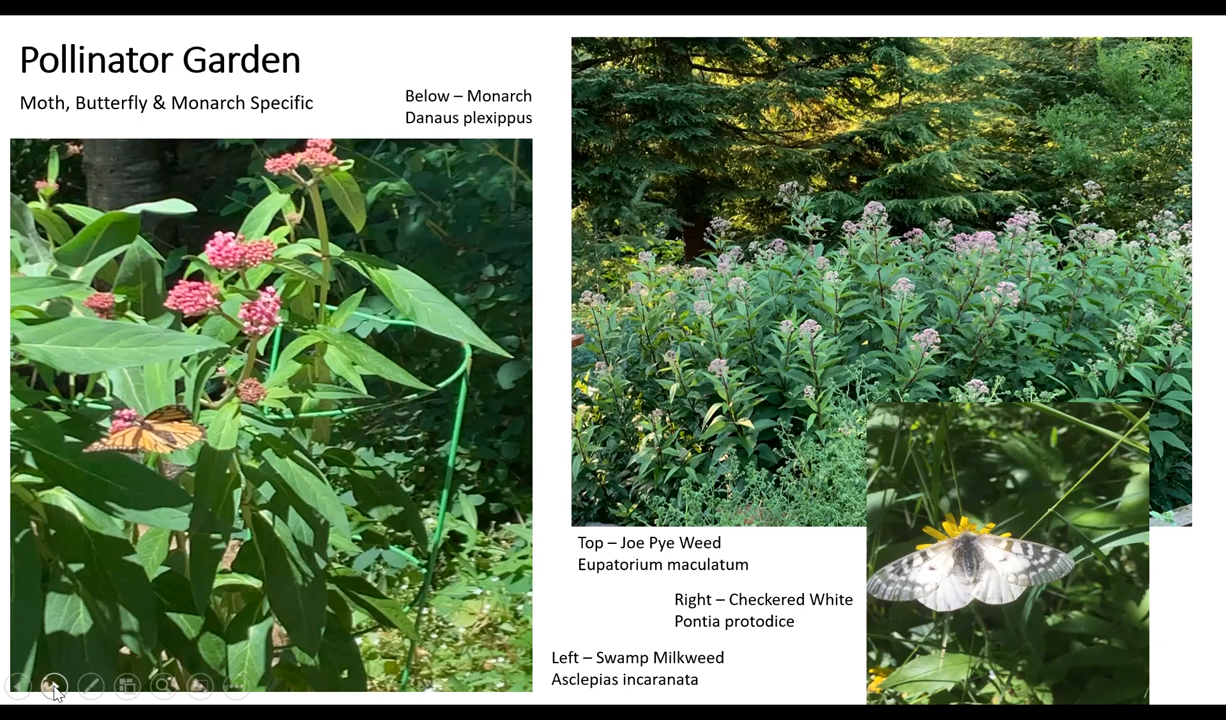 Pollinator Garden
Moth, Butterfly & Monarch Specific
Below – Monarch
Danaus plexippus
Top – Joe Pye Weed
Eupatorium maculatum
Right – Checkered White
Pontia protodice
Left – Swamp Milkweed
Asclepias incaranata